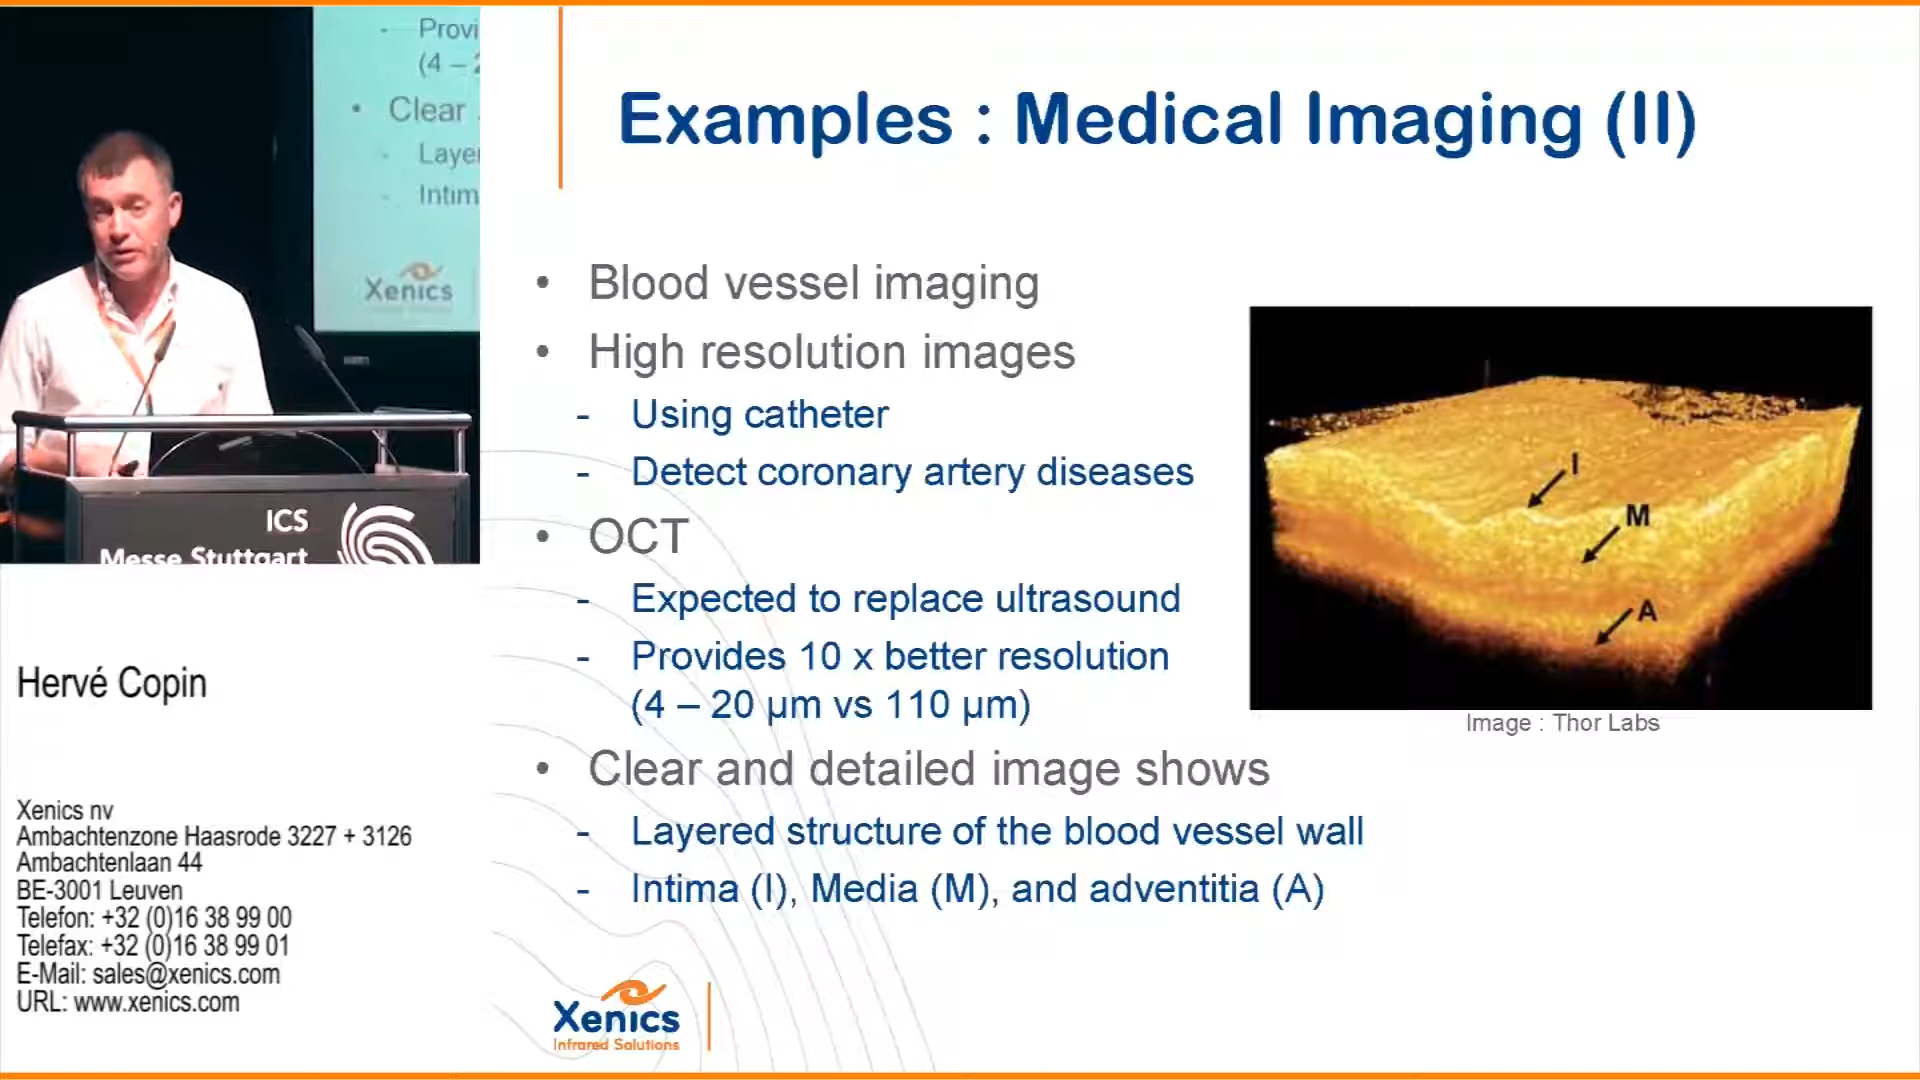 Provi
(4 – 2
• Clear
- Layer
- Intim
Xenics
ICS
Messe Stuttgart
Hervé Copin
Xenics nv
Ambachtenzone Haasrode 3227 + 3126
Ambachtenlaan 44
BE-3001 Leuven
Telefon: +32 (0)16 38 99 00
Telefax: +32 (0)16 38 99 01
E-Mail: sales@xenics.com
URL: www.xenics.com
Examples : Medical Imaging (II)
• Blood vessel imaging
• High resolution images
- Using catheter
- Detect coronary artery diseases
• OCT
- Expected to replace ultrasound
- Provides 10 x better resolution
(4 – 20 µm vs 110 µm)
• Clear and detailed image shows
- Layered structure of the blood vessel wall
- Intima (I), Media (M), and adventitia (A)
I
M
A
Image : Thor Labs
Xenics
Infrared Solutions